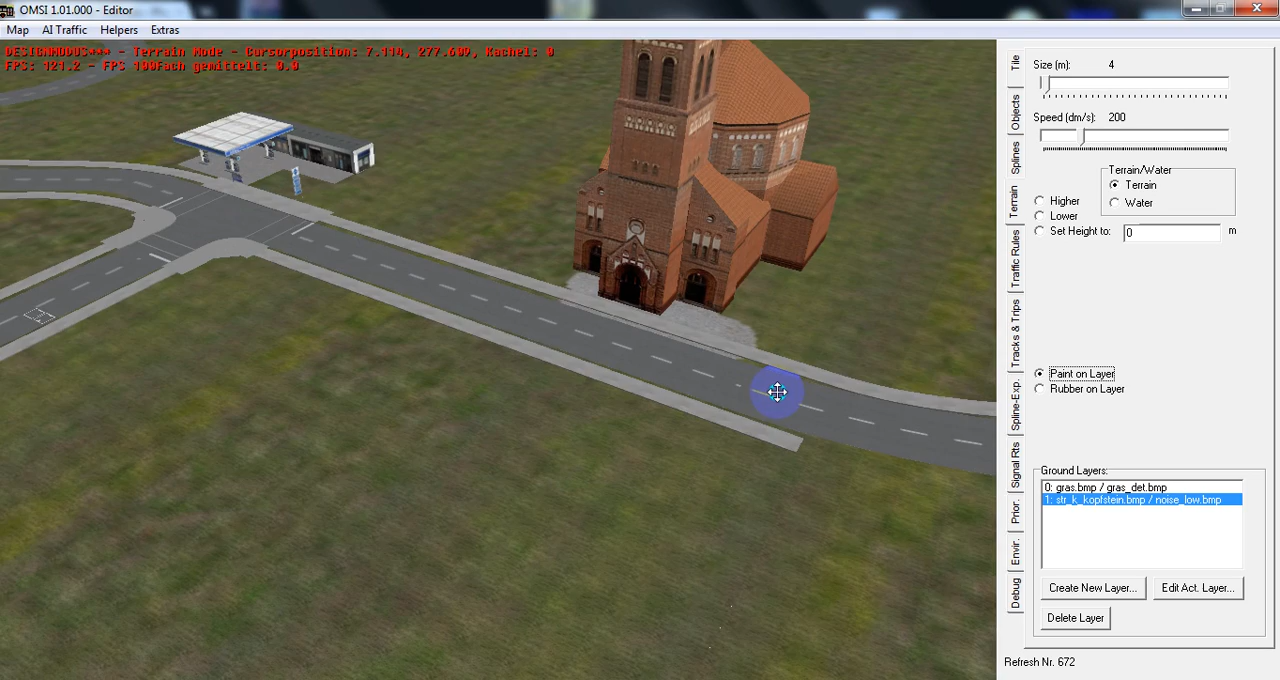 OMSI 1.01.000 - Editor
Map AI Traffic Helpers Extras
DESIGNMODUS*** - Terrain Mode - Cursorposition: 7.114, 277.609, Kachel: 0
FPS: 121.2 - FPS 100Fach gemittelt: 0.0
Tile
Objects
Splines
Terrain
Traffic Rules
Tracks & Trips
Spline-Exp.
Signal Rts
Prior.
Envir.
Debug
Size (m): 4
Speed (dm/s): 200
Terrain/Water
Terrain
Water
Higher
Lower
Set Height to: 0 m
Paint on Layer
Rubber on Layer
Ground Layers:
0: gras.bmp / gras_det.bmp
1: str_k_kopfstein.bmp / noise_low.bmp
Create New Layer... Edit Act. Layer...
Delete Layer
Refresh Nr. 672